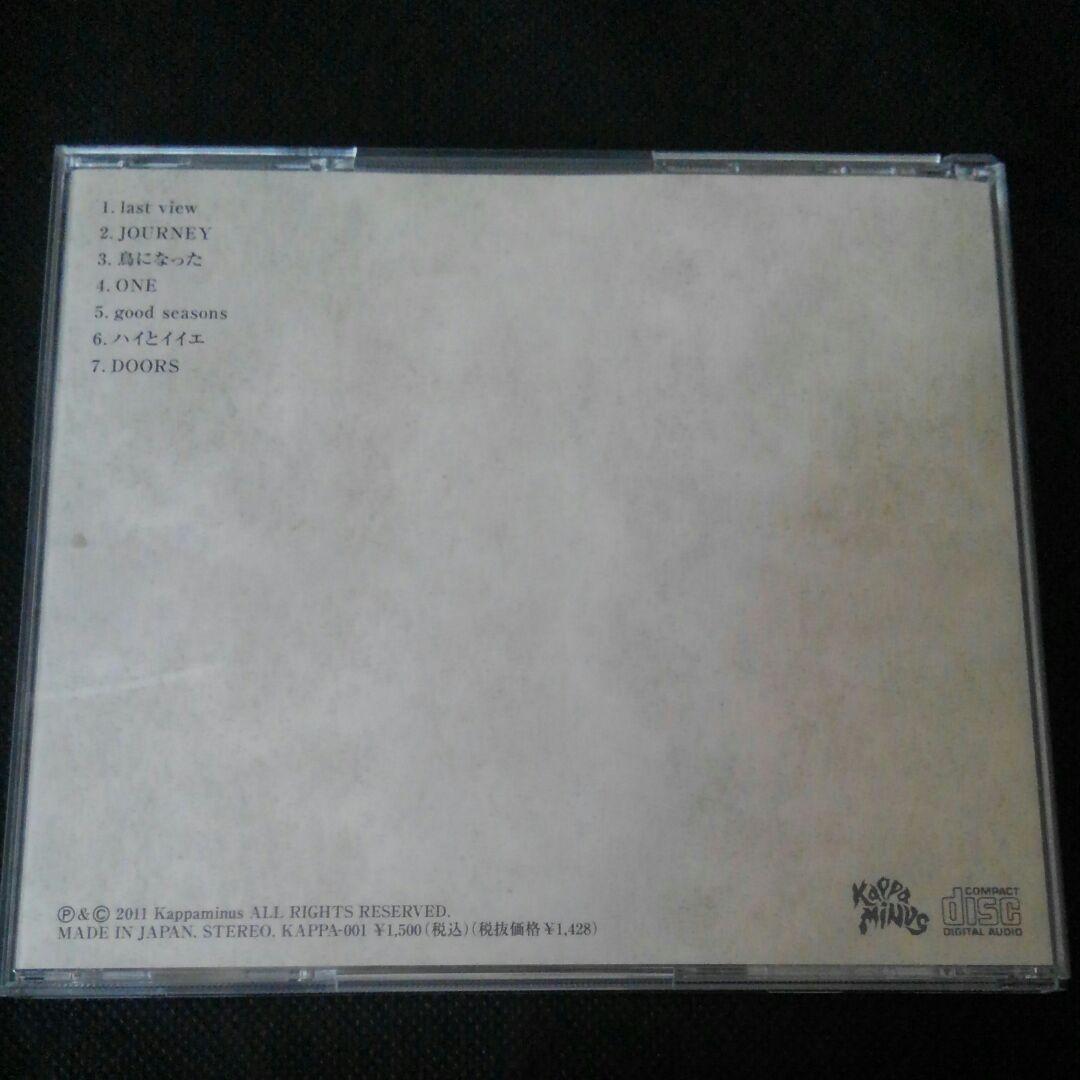 1. last view
2. JOURNEY
3. 鳥になった
4. ONE
5. good seasons
6. ハイとイイエ
7. DOORS
Ⓟ&Ⓒ 2011 Kappaminus ALL RIGHTS RESERVED.
MADE IN JAPAN. STEREO. KAPPA-001 ¥1,500(税込)(税抜価格¥1,428)
Kappa
MiNUS
COMPACT
disc
DIGITAL AUDIO